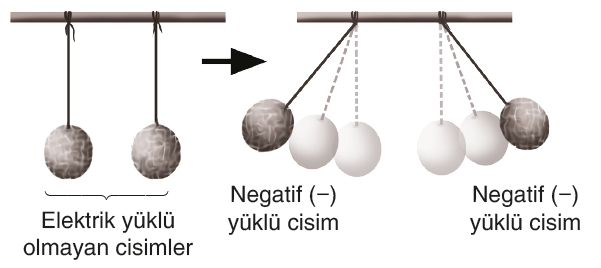 Elektrik yüklü
olmayan cisimler
Negatif (–)
yüklü cisim
Negatif (–)
yüklü cisim